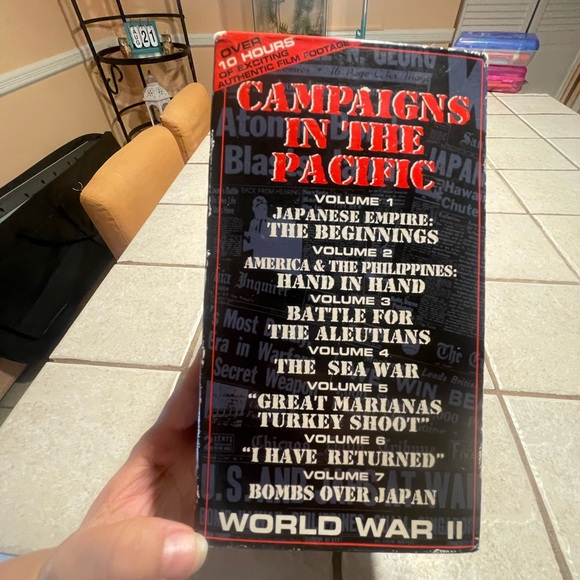 OVER
10 HOURS
OF EXCITING
AUTHENTIC FILM FOOTAGE
CAMPAIGNS
IN THE
PACIFIC
VOLUME 1
JAPANESE EMPIRE:
THE BEGINNINGS
VOLUME 2
AMERICA & THE PHILIPPINES:
HAND IN HAND
VOLUME 3
BATTLE FOR
THE ALEUTIANS
VOLUME 4
THE SEA WAR
VOLUME 5
"GREAT MARIANAS
TURKEY SHOOT"
VOLUME 6
"I HAVE RETURNED"
VOLUME 7
BOMBS OVER JAPAN
WORLD WAR II